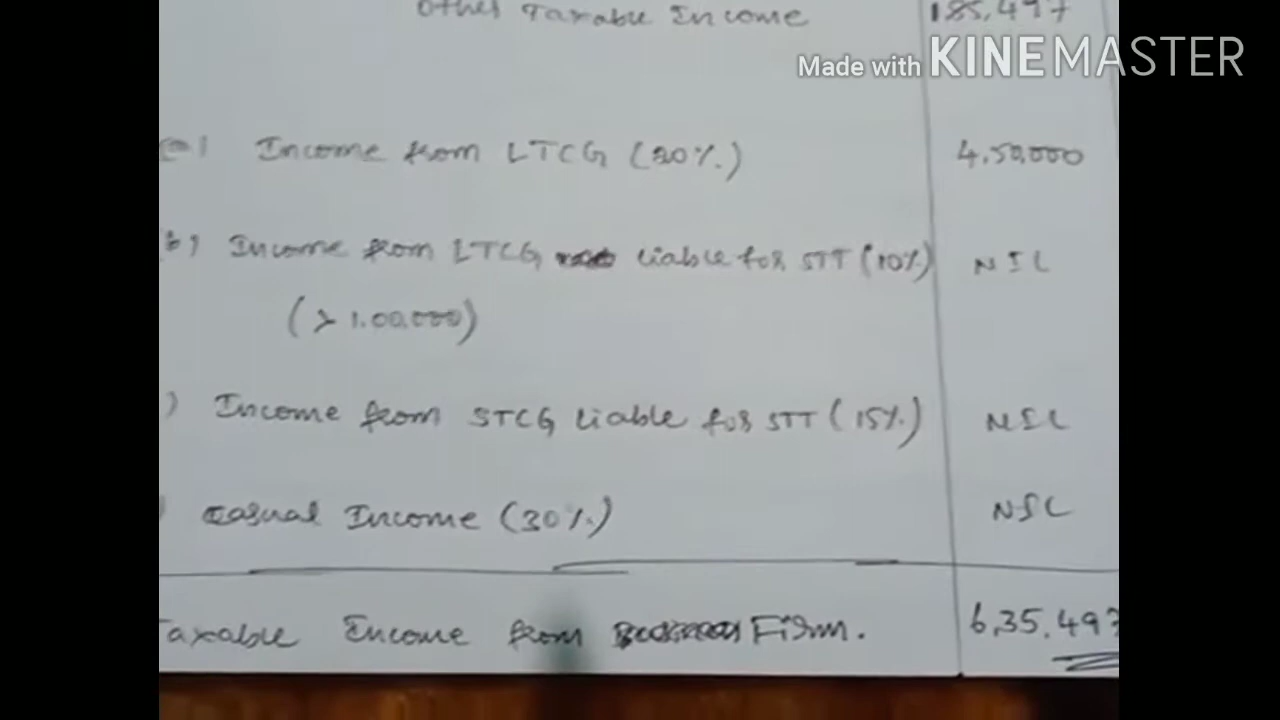 Other Taxable Income 185,497
Made with KINEMASTER
(a) Income from LTCG (20%.) 4,50,000
b) Income from LTCG liable for STT (10%) NIL
(> 1.00,000)
) Income from STCG liable for STT (15%.) NIL
) Casual Income (30%.) NIL
Taxable Income from Firm. 6,35,497